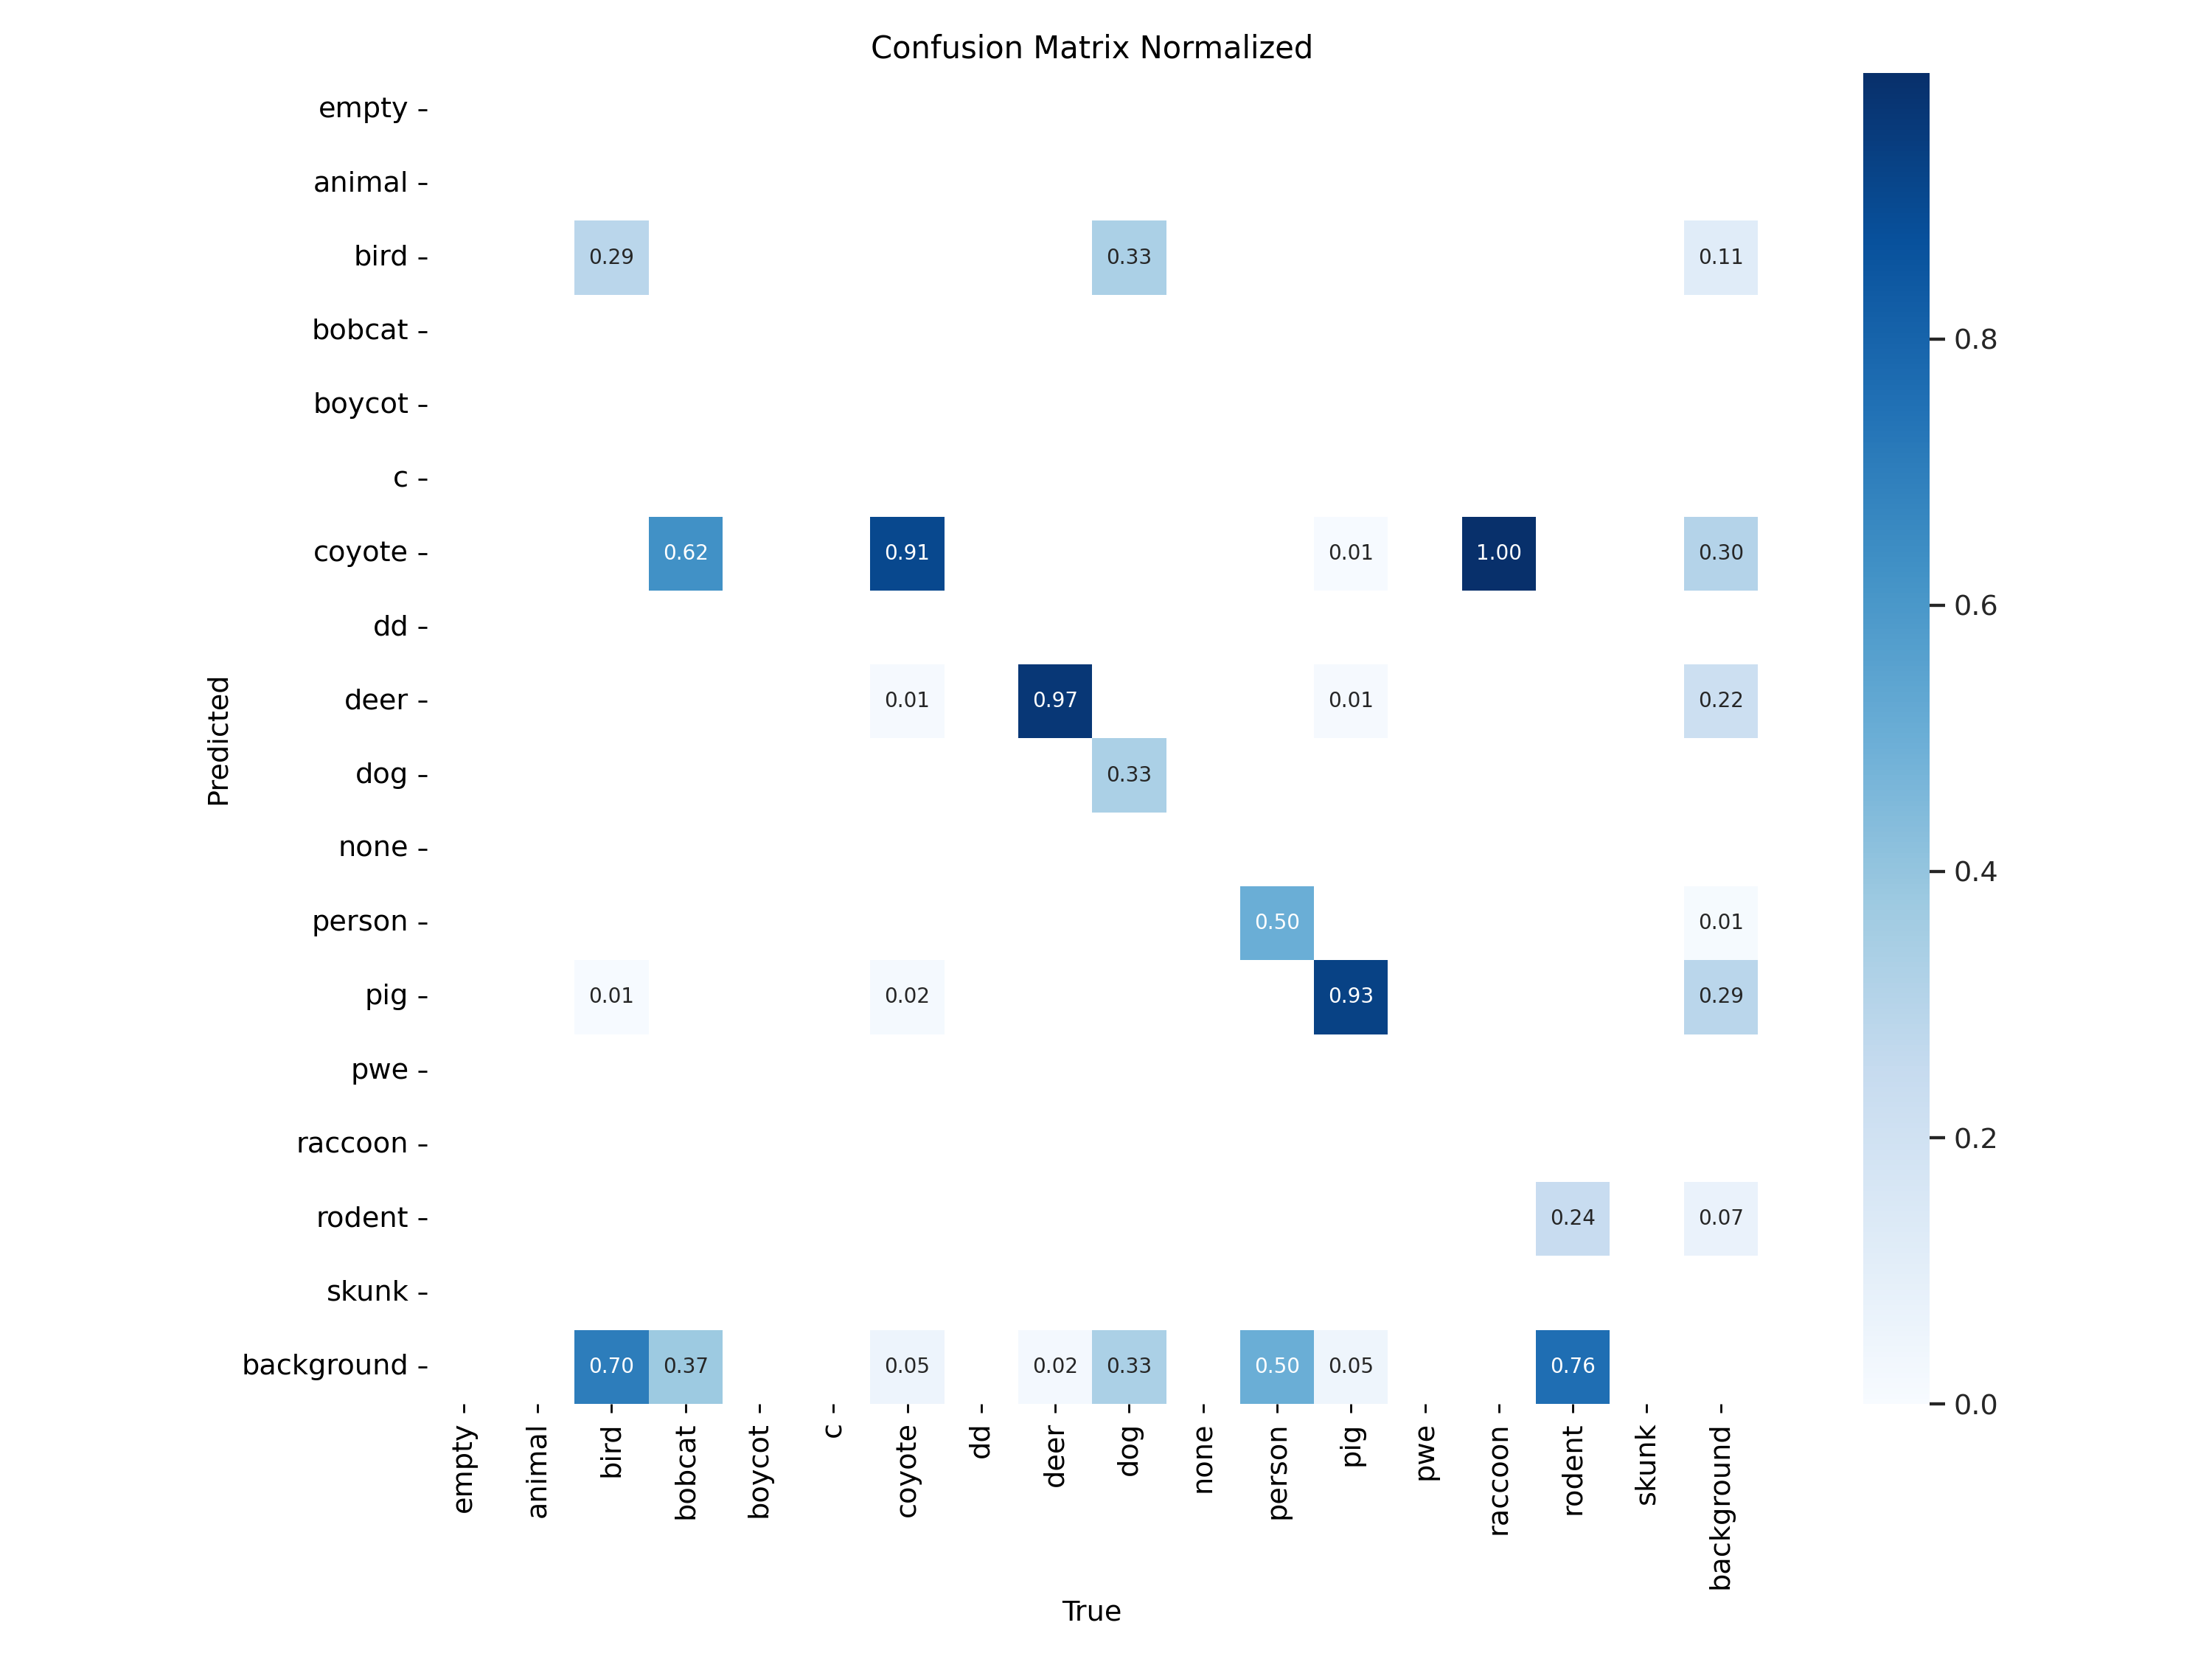 Confusion Matrix Normalized
empty
animal
bird 0.29 0.33 0.11
bobcat
boycot
c
coyote 0.62 0.91 0.01 1.00 0.30
dd
deer 0.01 0.97 0.01 0.22
dog 0.33
none
person 0.50 0.01
pig 0.01 0.02 0.93 0.29
pwe
raccoon
rodent 0.24 0.07
skunk
background 0.70 0.37 0.05 0.02 0.33 0.50 0.05 0.76
Predicted
empty animal bird bobcat boycot c coyote dd deer dog none person pig pwe raccoon rodent skunk background
True
0.8
0.6
0.4
0.2
0.0